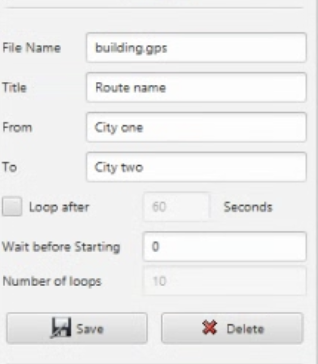 File Name building.gps
Title Route name
From City one
To City two
Loop after 60 Seconds
Wait before Starting 0
Number of loops 10
Save Delete